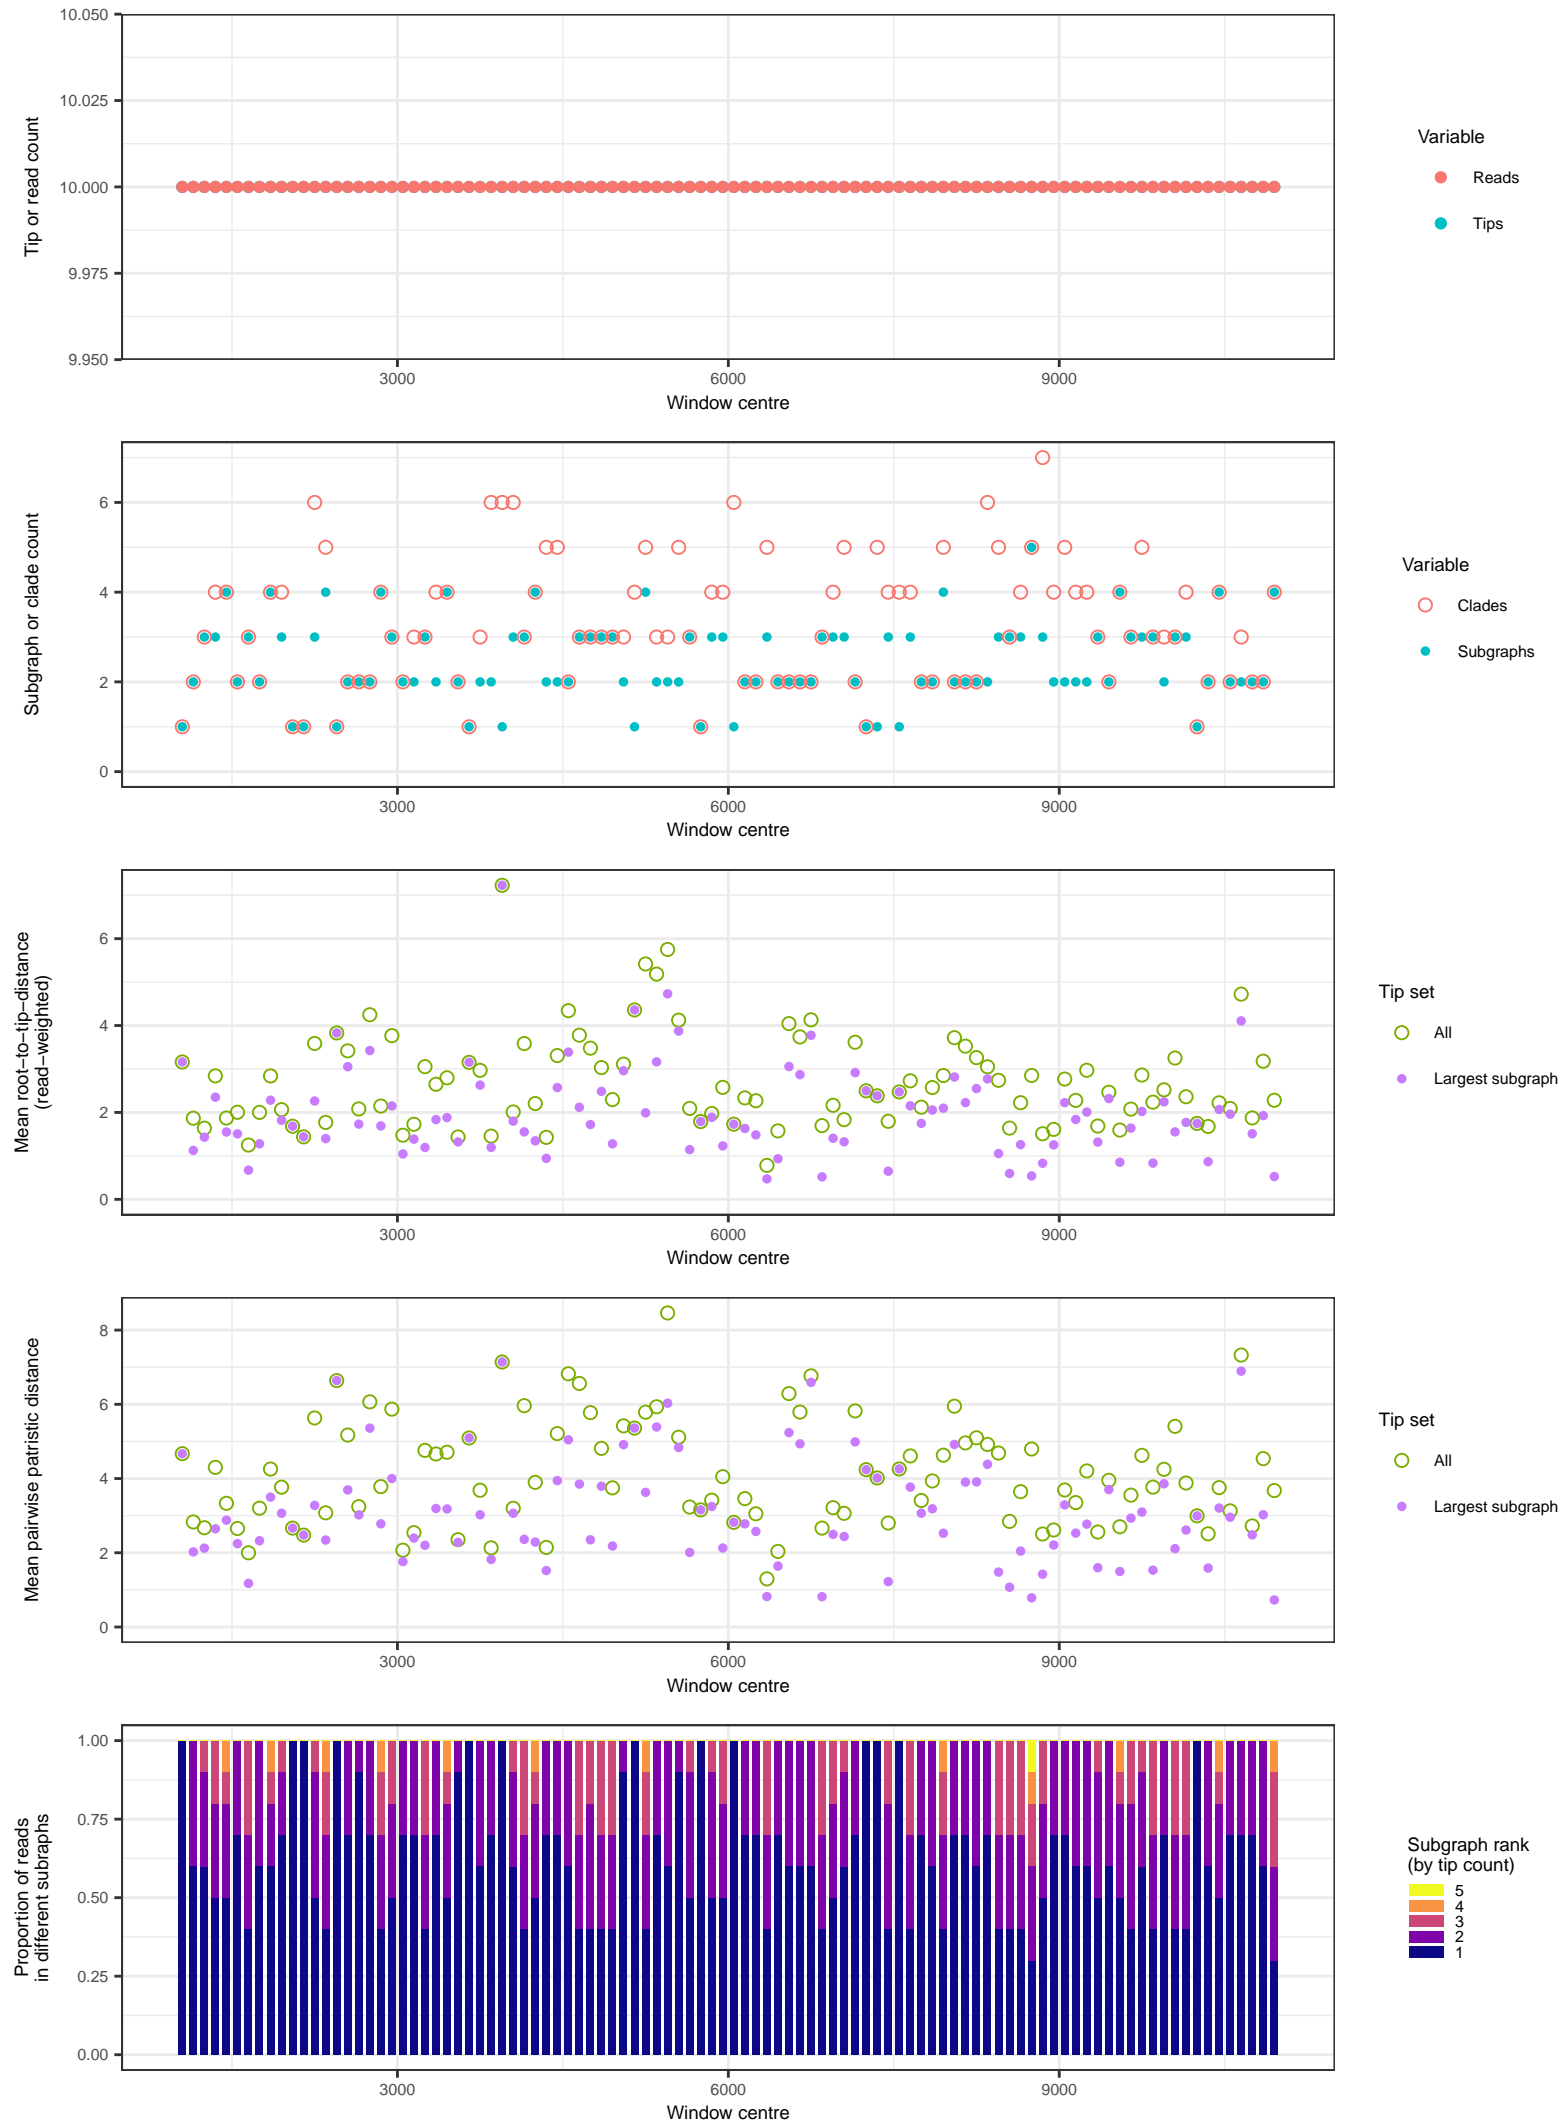 10.050
10.025
10.000
9.975
9.950
Tip or read count
3000
6000
9000
Window centre
Variable
Reads
Tips
6
4
2
0
Subgraph or clade count
3000
6000
9000
Window centre
Variable
Clades
Subgraphs
6
4
2
0
Mean root−to−tip−distance
(read−weighted)
3000
6000
9000
Window centre
Tip set
All
Largest subgraph
8
6
4
2
0
Mean pairwise patristic distance
3000
6000
9000
Window centre
Tip set
All
Largest subgraph
1.00
0.75
0.50
0.25
0.00
Proportion of reads
in different subraphs
3000
6000
9000
Window centre
Subgraph rank
(by tip count)
5
4
3
2
1